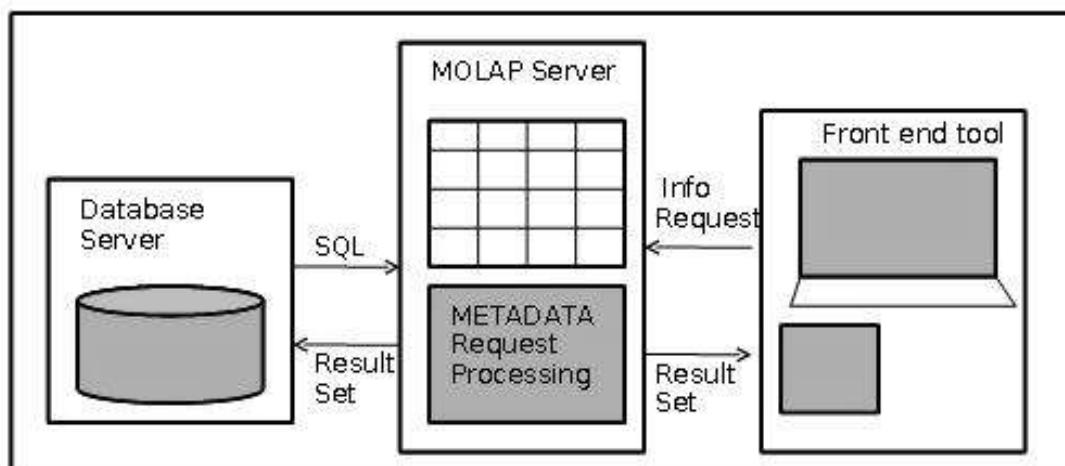 MOLAP Server
Front end tool
Database
Server
SQL
Info
Request
METADATA
Request
Processing
Result
Set
Result
Set